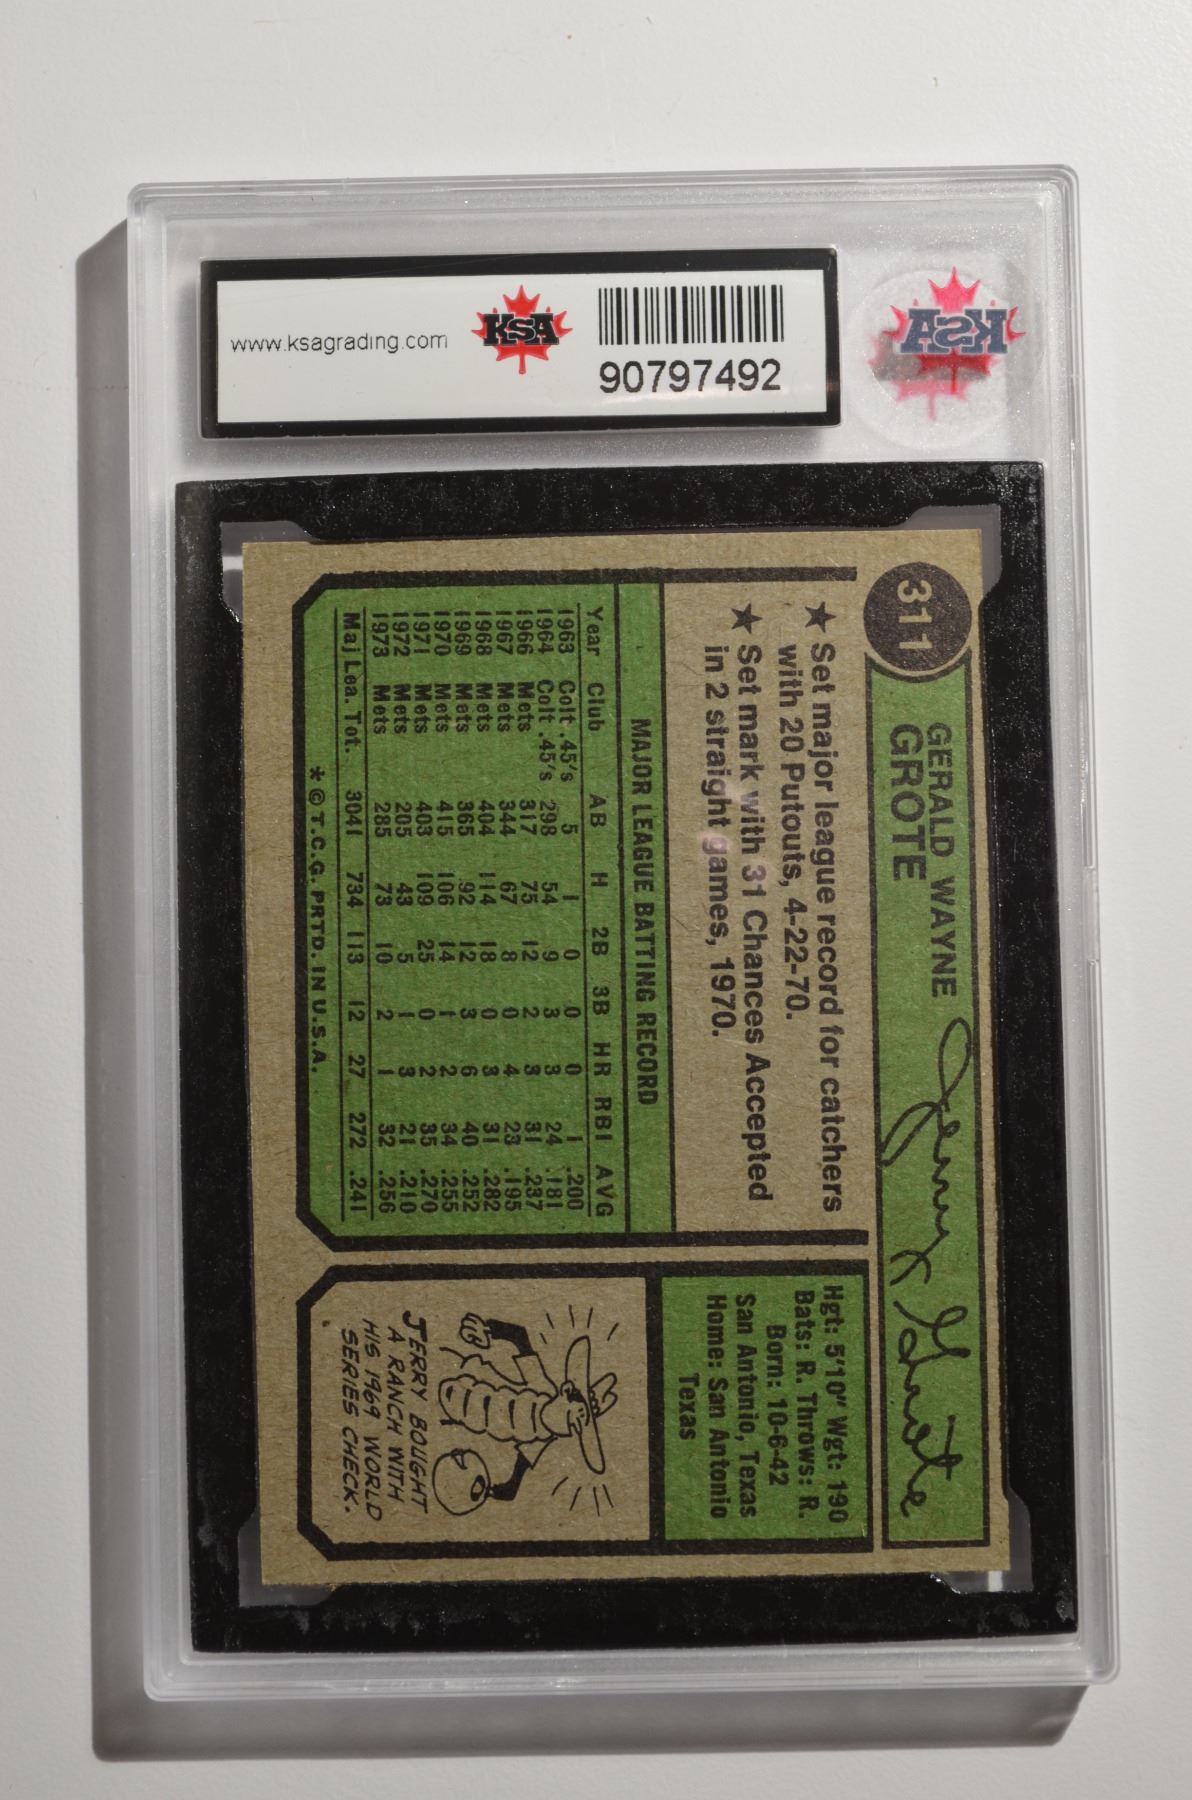 www.ksagrading.com
KSA
90797492
KSA
311
GERALD WAYNE
GROTE
Jerry Grote
★ Set major league record for catchers
with 20 Putouts, 4-22-70.
★ Set mark with 31 Chances Accepted
in 2 straight games, 1970.
MAJOR LEAGUE BATTING RECORD
Year Club AB H 2B 3B HR RBI AVG
1963 Colt .45's 5 1 0 0 0 1 .200
1964 Colt .45's 298 54 9 3 3 24 .181
1966 Mets 317 75 12 2 3 31 .237
1967 Mets 344 67 8 0 4 23 .195
1968 Mets 404 114 18 0 3 31 .282
1969 Mets 365 92 12 3 6 40 .252
1970 Mets 415 106 14 1 2 34 .255
1971 Mets 403 109 25 0 2 35 .270
1972 Mets 205 43 5 1 3 21 .210
1973 Mets 285 73 10 2 1 32 .256
Maj. Lea. Tot. 3041 734 113 12 27 272 .241
* © T.C.G. PRTD. IN U.S.A.
Hgt: 5'10" Wgt: 190
Bats: R. Throws: R.
Born: 10-6-42
San Antonio, Texas
Home: San Antonio
Texas
JERRY BOUGHT
A RANCH WITH
HIS 1969 WORLD
SERIES CHECK.